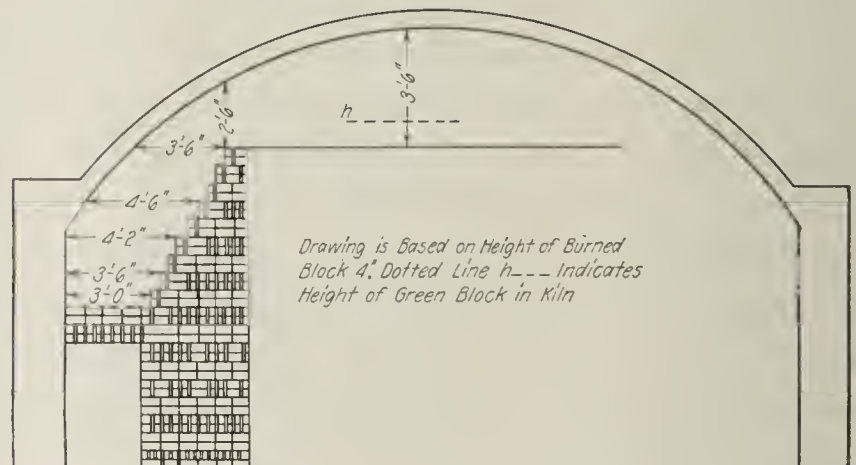 3'-6"
2'-6"
h
3'-6"
4'-6"
4'-2"
3'-6"
3'-0"
Drawing is Based on Height of Burned
Block 4". Dotted Line h--- Indicates
Height of Green Block in Kiln